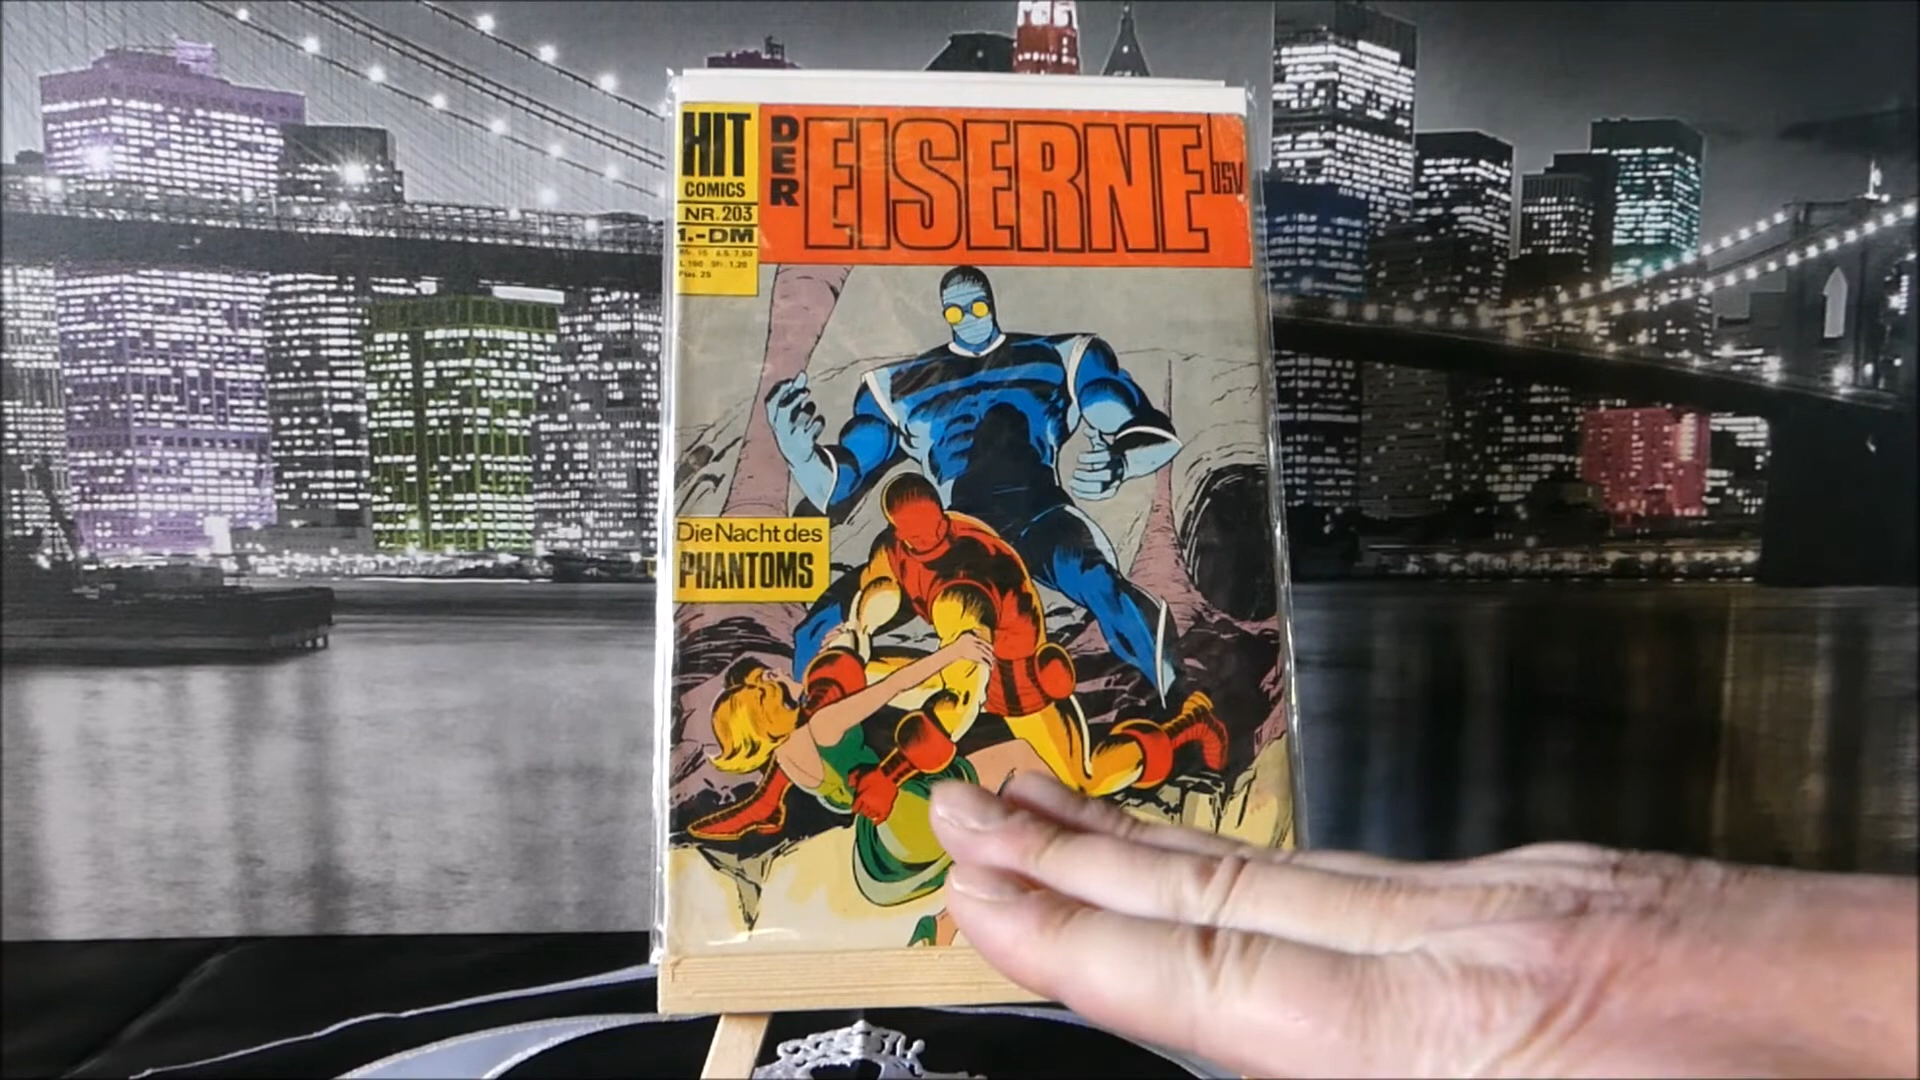 HIT
COMICS
NR.203
1.-DM
DER
EISERNE
bsv
Die Nacht des
PHANTOMS